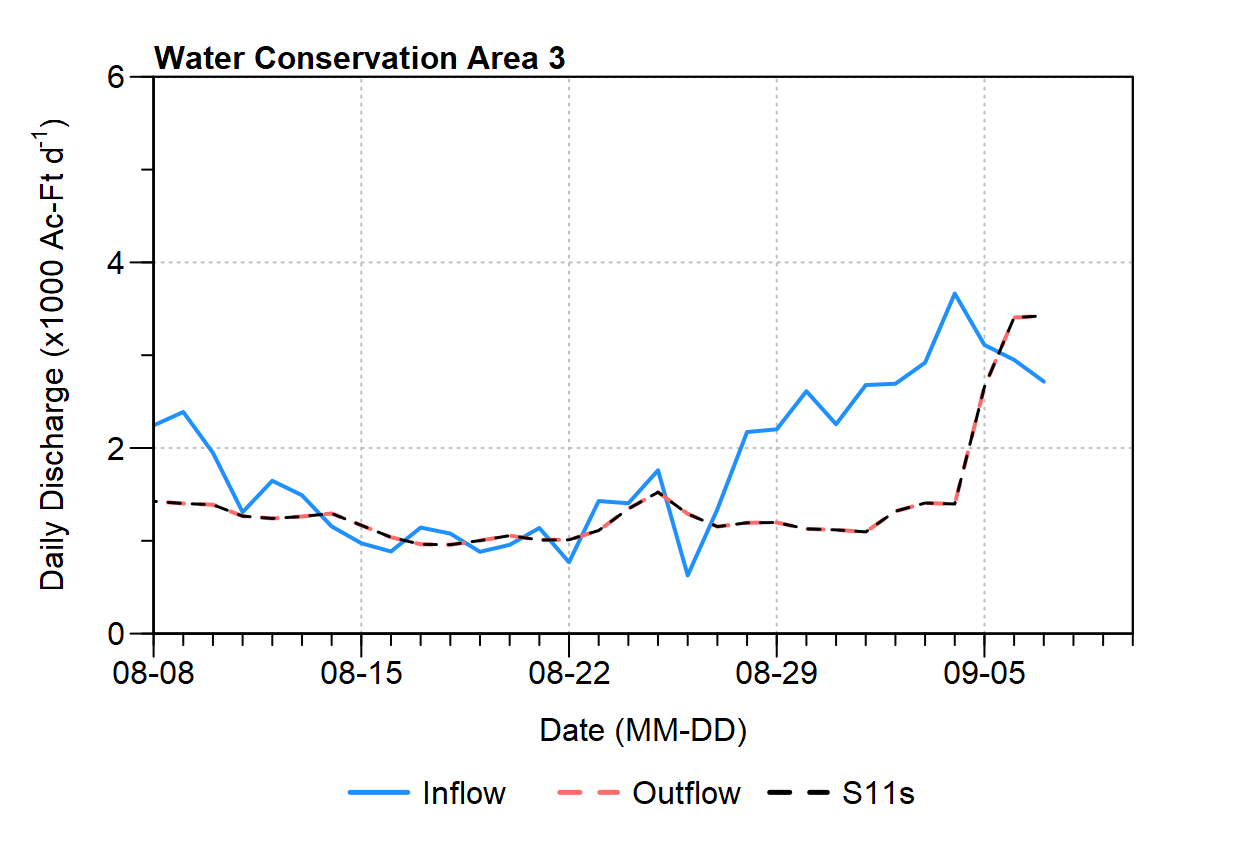 Water Conservation Area 3
6
4
2
0
Daily Discharge (x1000 Ac-Ft d-1)
08-08 08-15 08-22 08-29 09-05
Date (MM-DD)
Inflow Outflow S11s